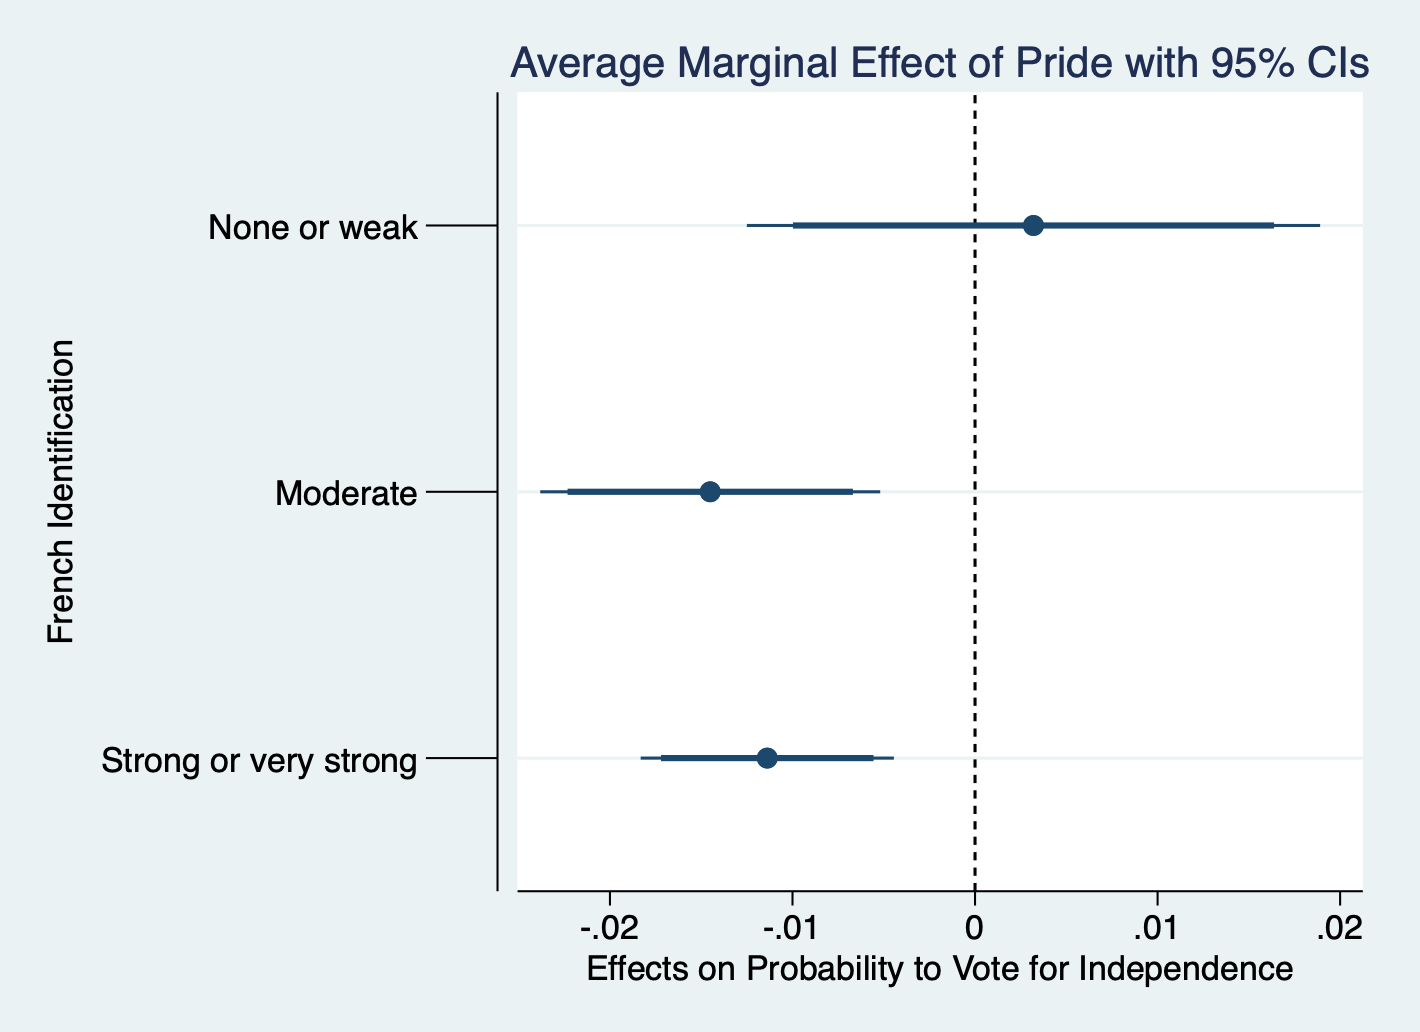 Average Marginal Effect of Pride with 95% CIs
French Identification
None or weak
Moderate
Strong or very strong
-.02 -.01 0 .01 .02
Effects on Probability to Vote for Independence